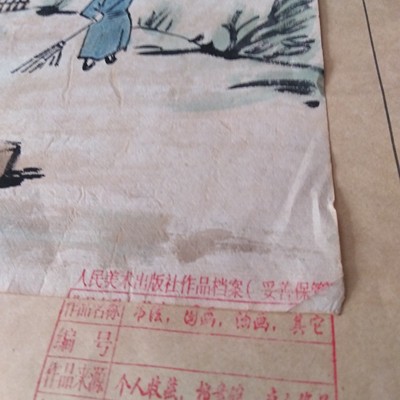 人民美术出版社作品档案(妥善保管
作品名称 书法,国画,油画,其它
编 号
作品来源 个人收藏,